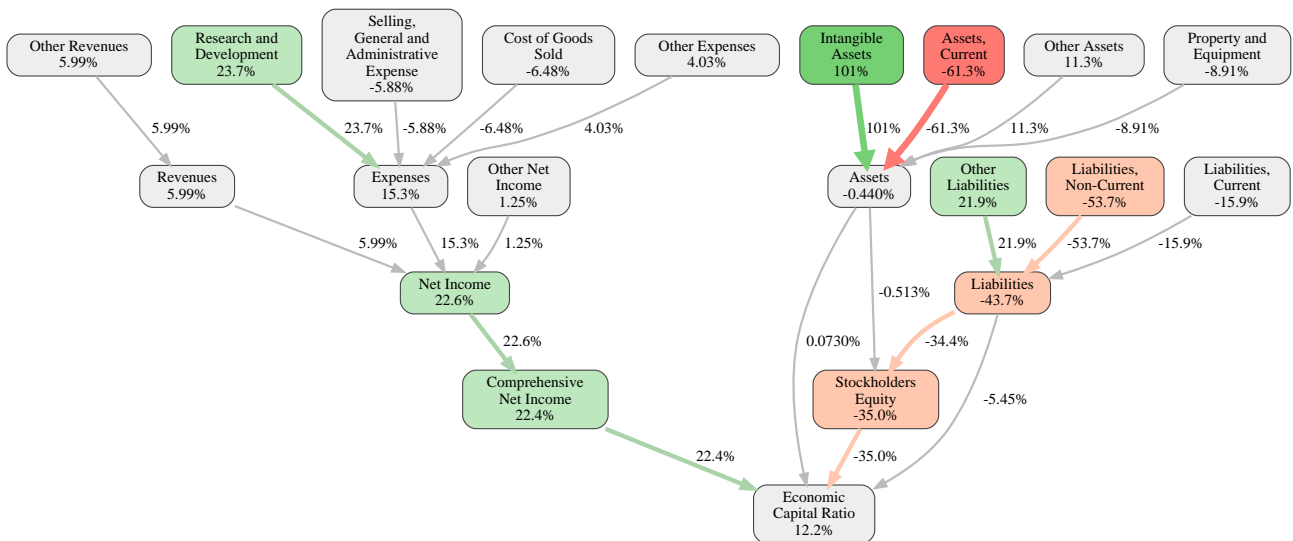 Other Revenues
5.99%
Research and
Development
23.7%
Selling,
General and
Administrative
Expense
-5.88%
Cost of Goods
Sold
-6.48%
Other Expenses
4.03%
Intangible
Assets
101%
Assets,
Current
-61.3%
Other Assets
11.3%
Property and
Equipment
-8.91%
5.99%
23.7%
-5.88%
-6.48%
4.03%
101%
-61.3%
11.3%
-8.91%
Revenues
5.99%
Expenses
15.3%
Other Net
Income
1.25%
Assets
-0.440%
Other
Liabilities
21.9%
Liabilities,
Non-Current
-53.7%
Liabilities,
Current
-15.9%
5.99%
15.3%
1.25%
21.9%
-53.7%
-15.9%
Net Income
22.6%
-0.513%
Liabilities
-43.7%
22.6%
0.0730%
-34.4%
Comprehensive
Net Income
22.4%
Stockholders
Equity
-35.0%
-5.45%
22.4%
-35.0%
Economic
Capital Ratio
12.2%